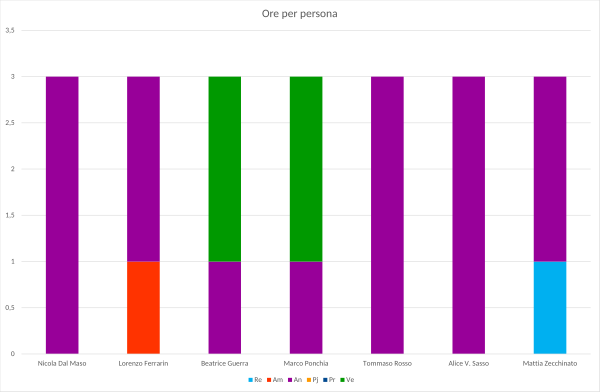 Ore per persona
3,5
3
2,5
2
1,5
1
0,5
0
Nicola Dal Maso Lorenzo Ferrarin Beatrice Guerra Marco Ponchia Tommaso Rosso Alice V. Sasso Mattia Zecchinato
Re Am An Pj Pr Ve